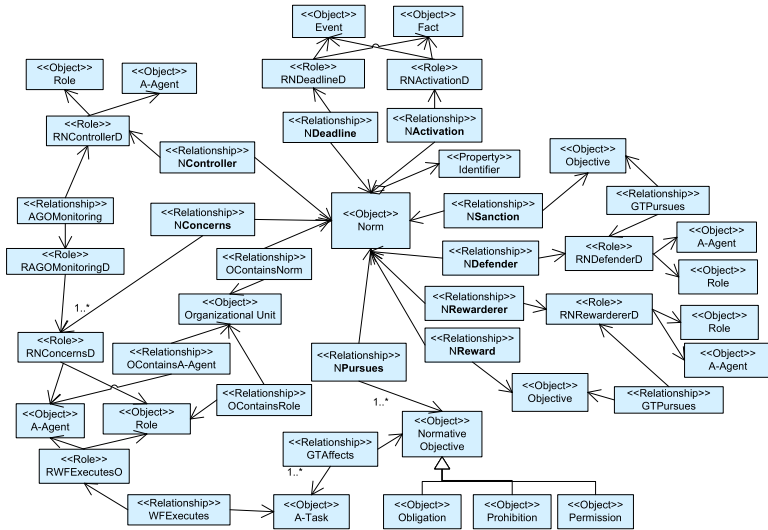 <<Object>>
Event
<<Object>>
Fact
<<Object>>
Role
<<Object>>
A-Agent
<<Role>>
RNDeadlineD
<<Role>>
RNActivationD
<<Role>>
RNControllerD
<<Relationship>>
NDeadline
<<Relationship>>
NActivation
<<Relationship>>
NController
<<Property>>
Identifier
<<Object>>
Objective
<<Relationship>>
AGOMonitoring
<<Relationship>>
NConcerns
<<Object>>
Norm
<<Relationship>>
NSanction
<<Relationship>>
GTPursues
<<Role>>
RAGOMonitoringD
<<Relationship>>
OContainsNorm
<<Relationship>>
NDefender
<<Role>>
RNDefenderD
<<Object>>
A-Agent
<<Object>>
Role
1..*
<<Object>>
Organizational Unit
<<Relationship>>
NRewarderer
<<Role>>
RNRewardererD
<<Object>>
Role
<<Role>>
RNConcernsD
<<Relationship>>
OContainsA-Agent
<<Relationship>>
NPursues
<<Relationship>>
NReward
<<Object>>
A-Agent
<<Relationship>>
OContainsRole
<<Object>>
Objective
<<Relationship>>
GTPursues
1..*
<<Object>>
A-Agent
<<Object>>
Role
<<Object>>
Normative
Objective
<<Relationship>>
GTAffects
1..*
<<Role>>
RWFExecutesO
<<Relationship>>
WFExecutes
<<Object>>
A-Task
<<Object>>
Obligation
<<Object>>
Prohibition
<<Object>>
Permission